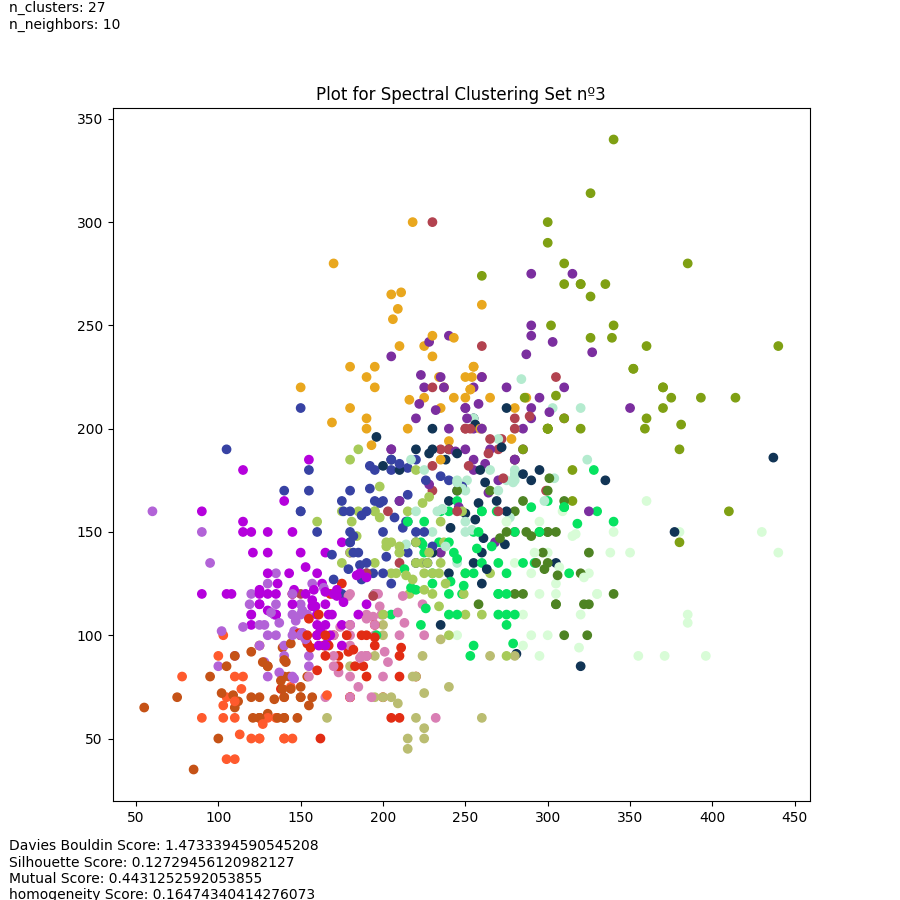 n_clusters: 27
n_neighbors: 10
Plot for Spectral Clustering Set nº3
350
300
250
200
150
100
50
50 100 150 200 250 300 350 400 450
Davies Bouldin Score: 1.4733394590545208
Silhouette Score: 0.12729456120982127
Mutual Score: 0.4431252592053855
homogeneity Score: 0.16474340414276073